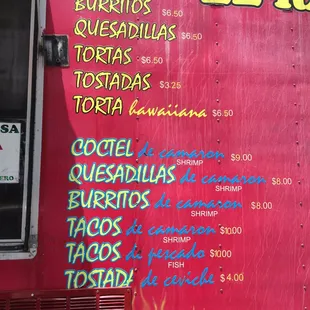 BURRITOS $6.50
QUESADILLAS $6.50
TORTAS $6.50
TOSTADAS $3.25
TORTA hawaiiana $6.50
SA
COCTEL de camaron $9.00
SHRIMP
QUESADILLAS de camaron $8.00
SHRIMP
BURRITOS de camaron $8.00
SHRIMP
TACOS de camaron $10.00
SHRIMP
TACOS de pescado $10.00
FISH
TOSTADA de ceviche $4.00